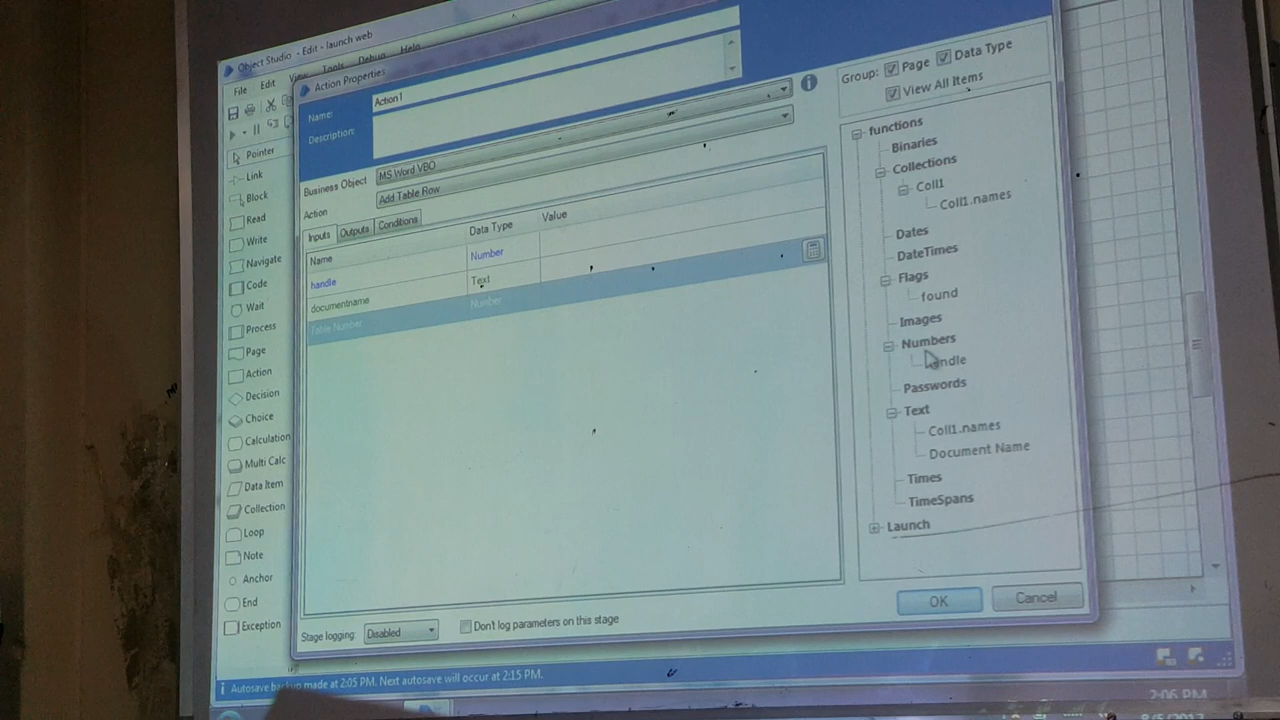 Object Studio - Edit - launch web
File Edit View Tools Debug Help
Action Properties
Name: Action1
Description:
Business Object MS Word VBO
Action Add Table Row
Inputs Outputs Conditions
Name Data Type Value
handle Number
documentname Text
Table Number Number
Pointer
Link
Block
Read
Write
Navigate
Code
Wait
Process
Page
Action
Decision
Choice
Calculation
Multi Calc
Data Item
Collection
Loop
Note
Anchor
End
Exception
Group: Page Data Type
View All Items
functions
Binaries
Collections
Coll1
Coll1.names
Dates
DateTimes
Flags
found
Images
Numbers
handle
Passwords
Text
Coll1.names
Document Name
Times
TimeSpans
Launch
OK Cancel
Stage logging: Disabled Don't log parameters on this stage
Autosave backup made at 2:05 PM. Next autosave will occur at 2:15 PM.
2:06 PM